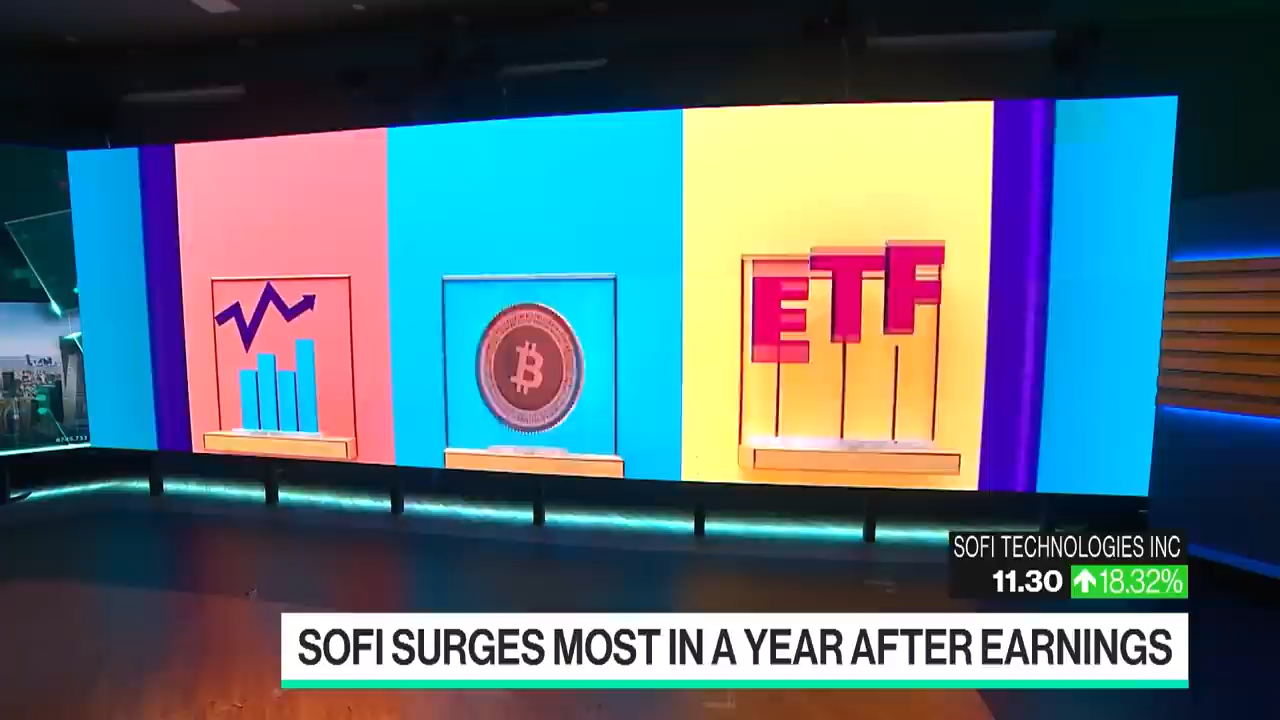 ₿
ETF
SOFI TECHNOLOGIES INC
11.30 ↑18.32%
SOFI SURGES MOST IN A YEAR AFTER EARNINGS